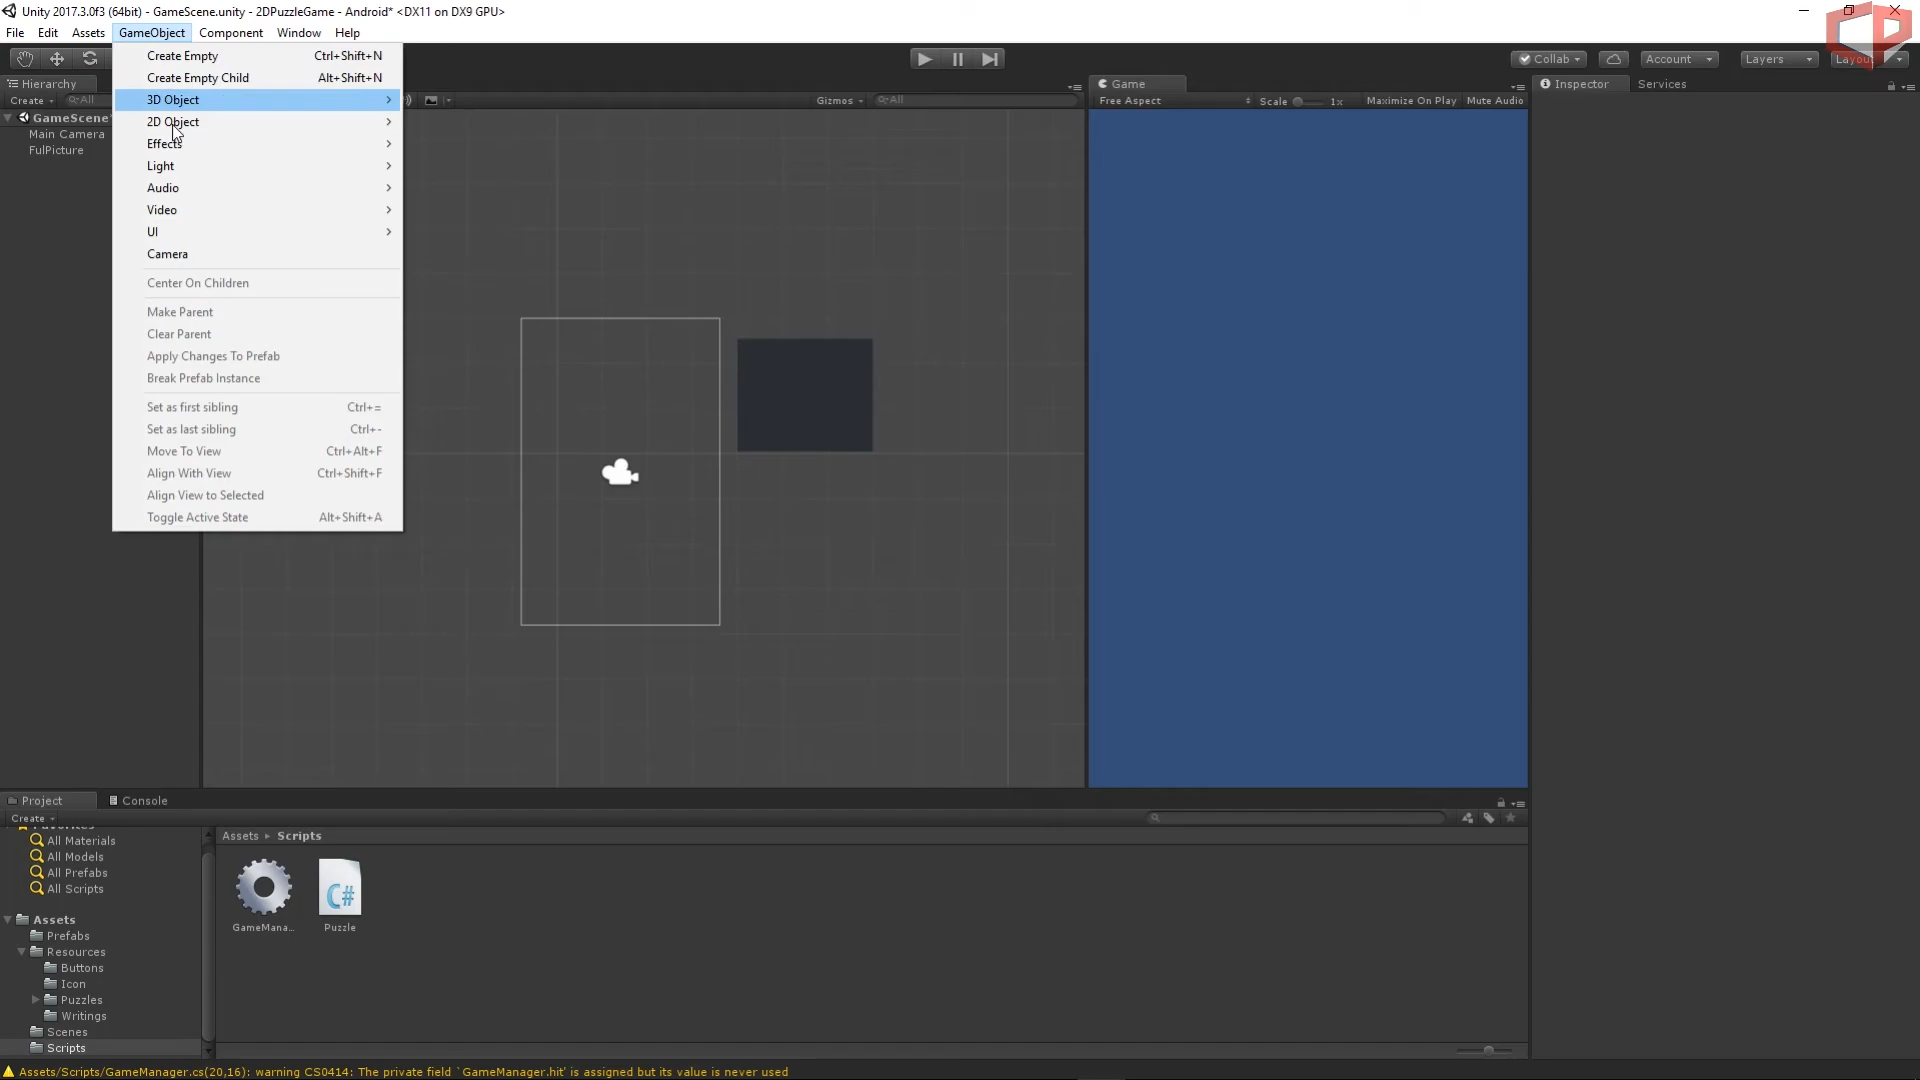 Unity 2017.3.0f3 (64bit) - GameScene.unity - 2DPuzzleGame - Android* <DX11 on DX9 GPU>
File Edit Assets GameObject Component Window Help
Create Empty Ctrl+Shift+N
Create Empty Child Alt+Shift+N
3D Object
2D Object
Effects
Light
Audio
Video
UI
Camera
Center On Children
Make Parent
Clear Parent
Apply Changes To Prefab
Break Prefab Instance
Set as first sibling Ctrl+=
Set as last sibling Ctrl+-
Move To View Ctrl+Alt+F
Align With View Ctrl+Shift+F
Align View to Selected
Toggle Active State Alt+Shift+A
Collab Account Layers Layout
Hierarchy
Create All
GameScene*
Main Camera
FulPicture
Gizmos All
Game
Free Aspect Scale 1x Maximize On Play Mute Audio
Inspector Services
Project Console
Create
Favorites
All Materials
All Models
All Prefabs
All Scripts
Assets
Prefabs
Resources
Buttons
Icon
Puzzles
Writings
Scenes
Scripts
Assets Scripts
C#
GameMana... Puzzle
Assets/Scripts/GameManager.cs(20,16): warning CS0414: The private field `GameManager.hit' is assigned but its value is never used